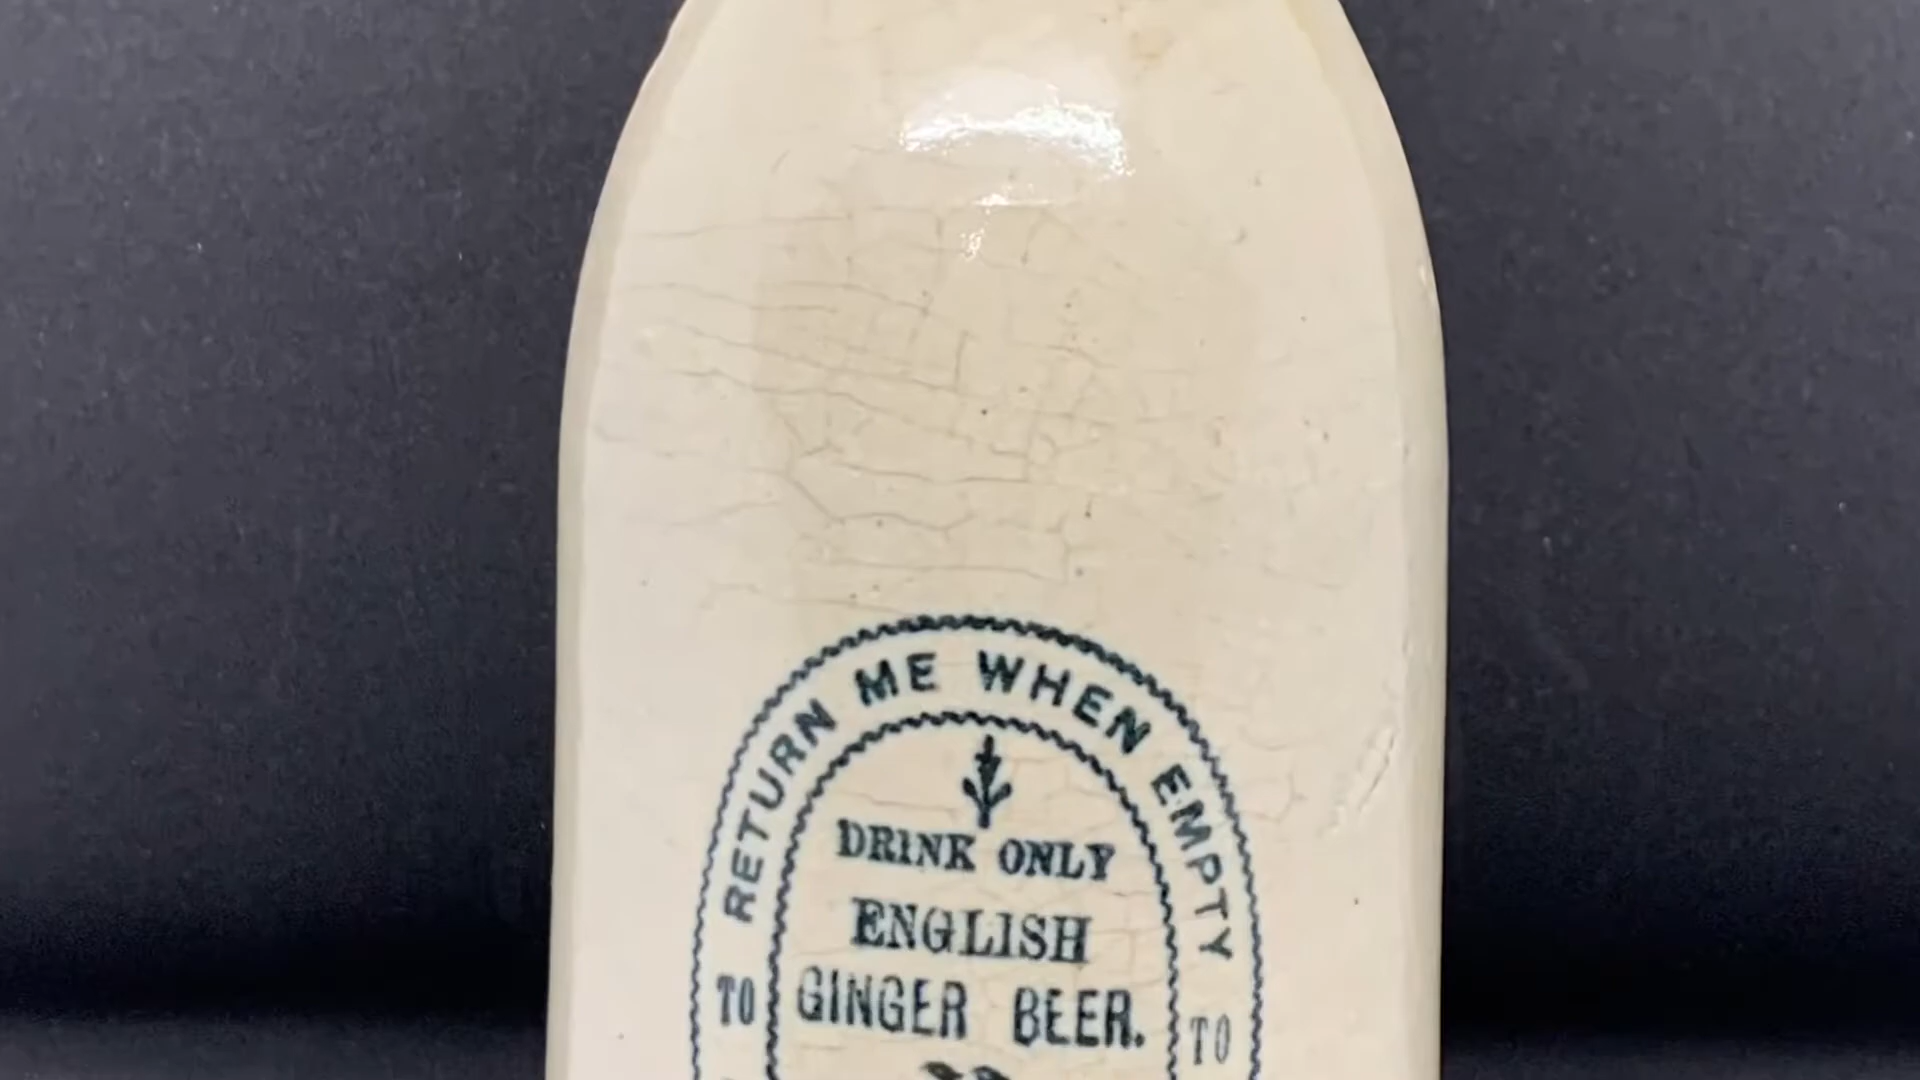 RETURN ME WHEN EMPTY
DRINK ONLY
ENGLISH
GINGER BEER.
TO
TO